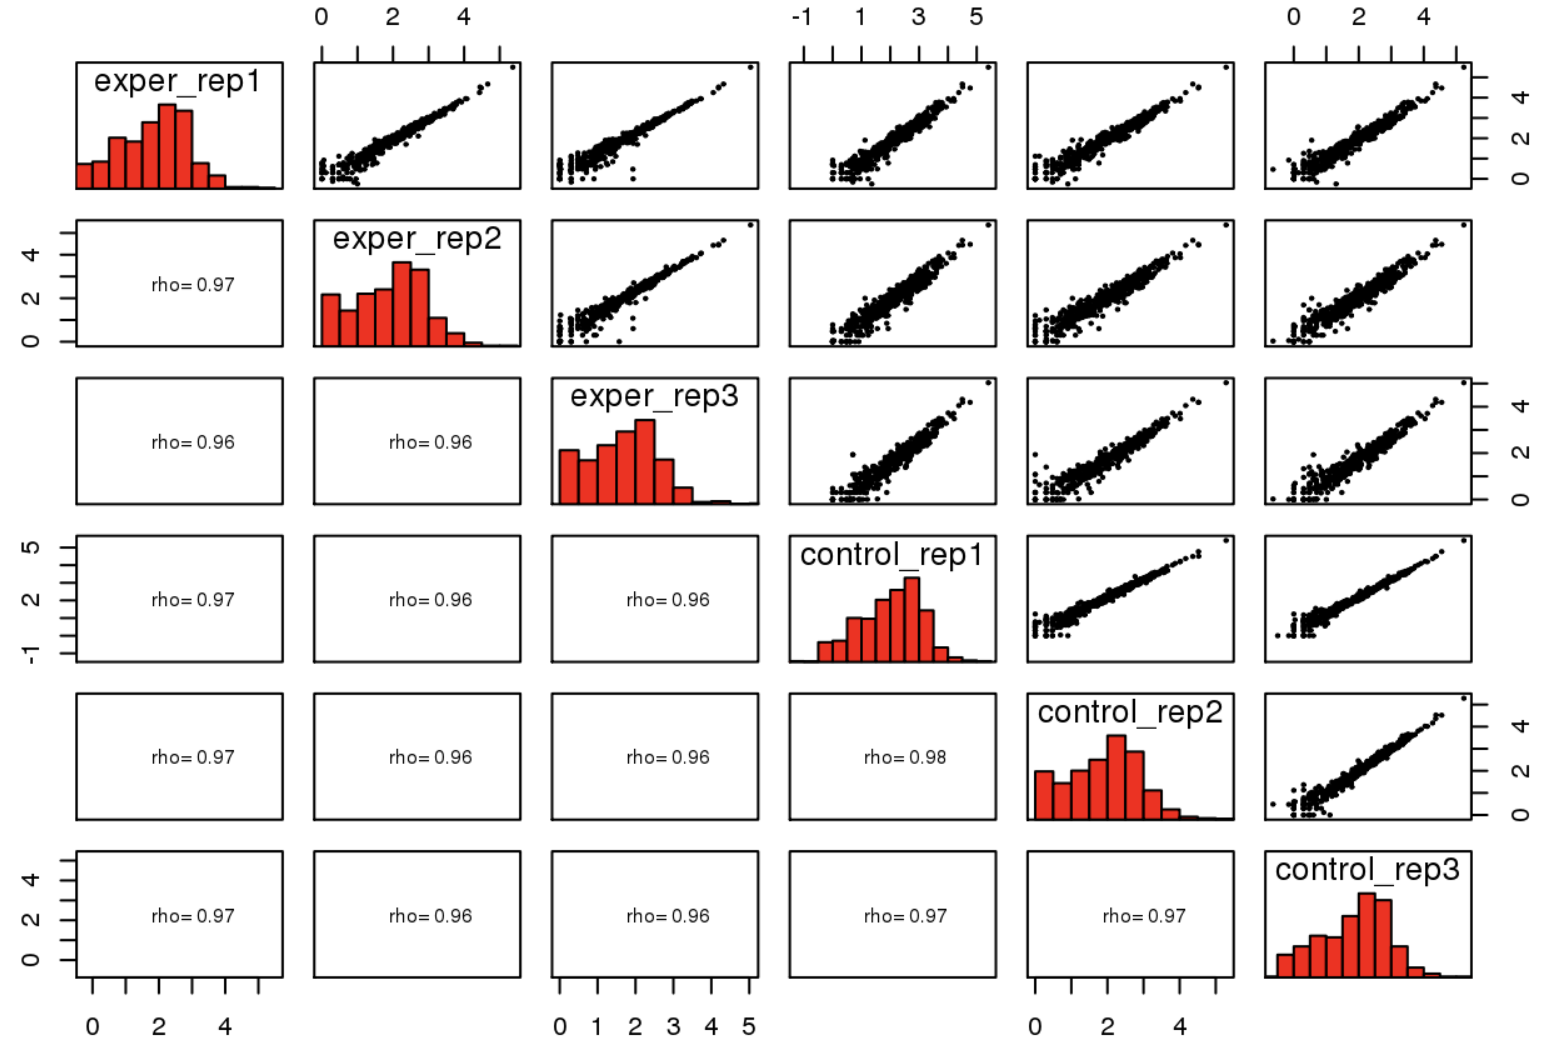 0 2 4 -1 1 3 5 0 2 4
exper_rep1 4 2 0
4 2 0 rho= 0.97 exper_rep2
rho= 0.96 rho= 0.96 exper_rep3 4 2 0
5 2 -1 rho= 0.97 rho= 0.96 rho= 0.96 control_rep1
rho= 0.97 rho= 0.96 rho= 0.96 rho= 0.98 control_rep2 4 2 0
4 2 0 rho= 0.97 rho= 0.96 rho= 0.96 rho= 0.97 rho= 0.97 control_rep3
0 2 4 0 1 2 3 4 5 0 2 4